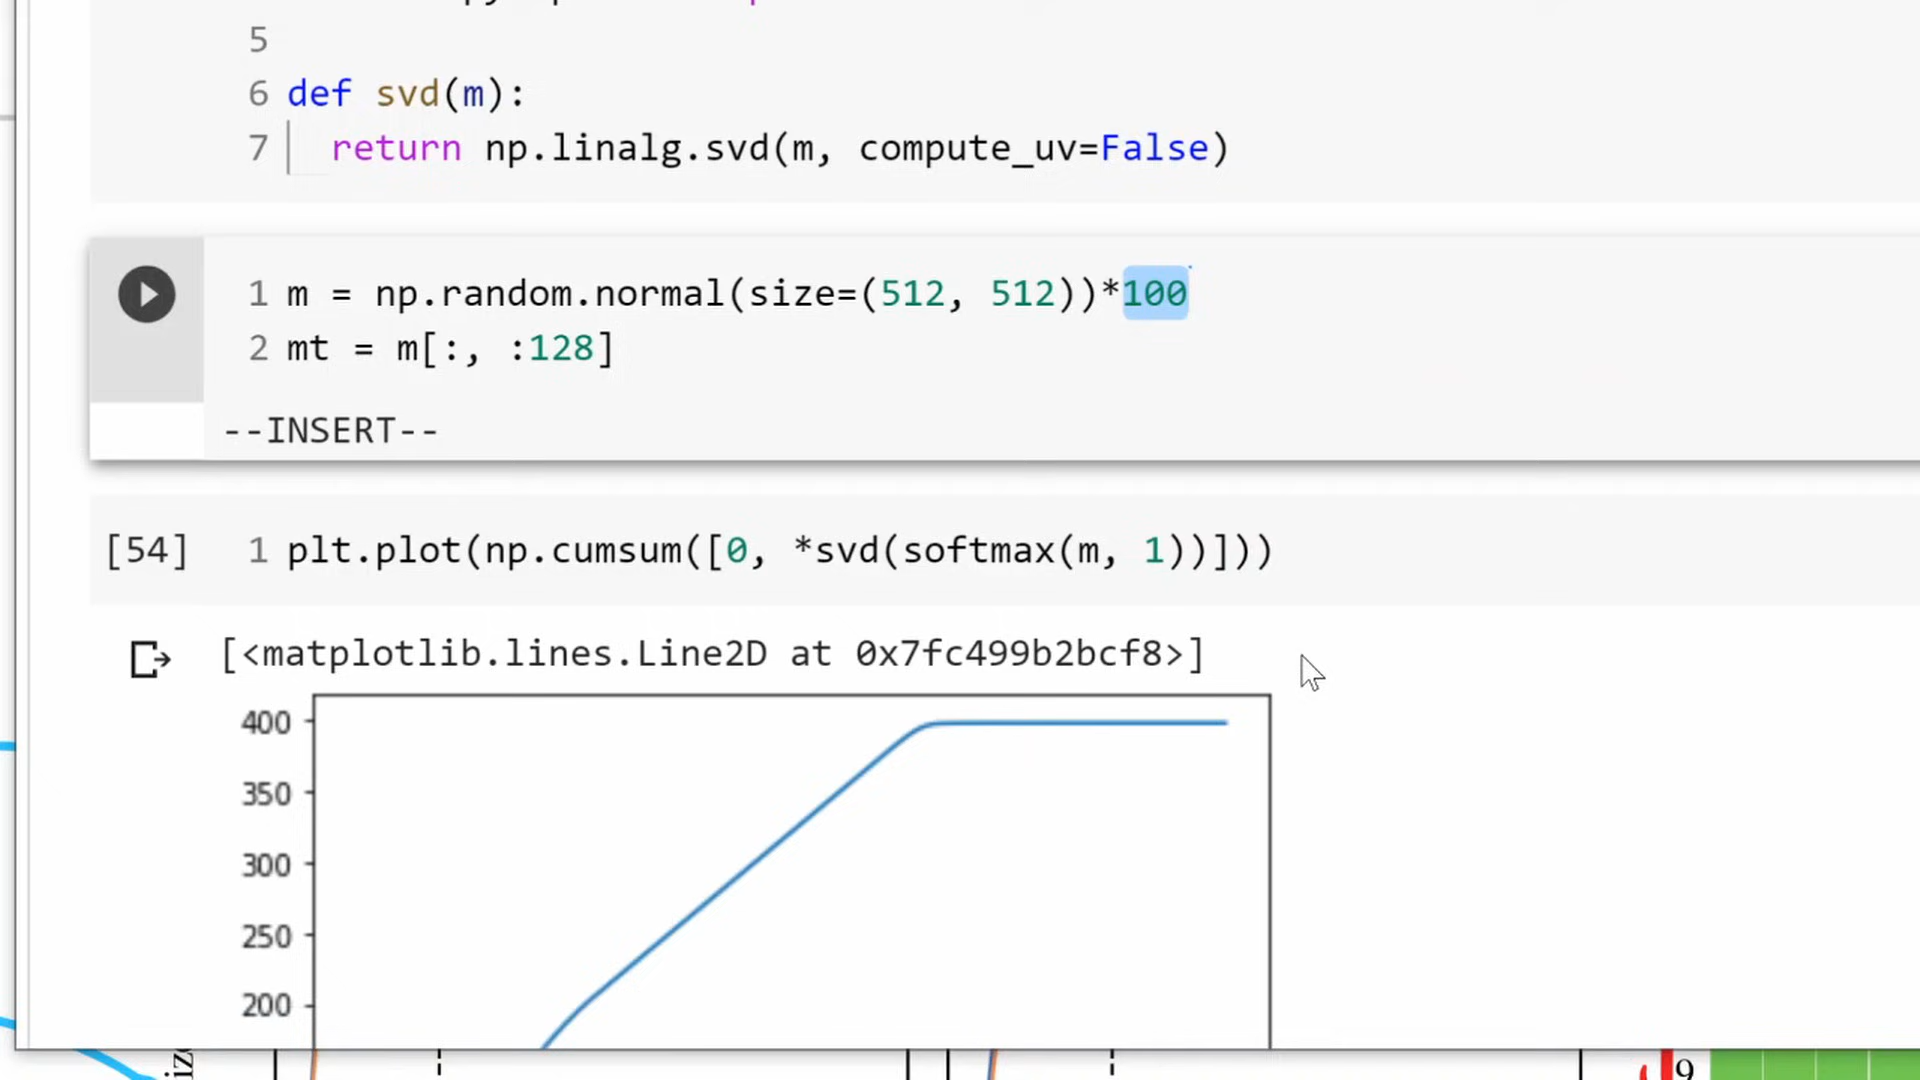 5
6 def svd(m):
7 return np.linalg.svd(m, compute_uv=False)
1 m = np.random.normal(size=(512, 512))*100
2 mt = m[:, :128]
--INSERT--
[54] 1 plt.plot(np.cumsum([0, *svd(softmax(m, 1))]))
[<matplotlib.lines.Line2D at 0x7fc499b2bcf8>]
400
350
300
250
200
9